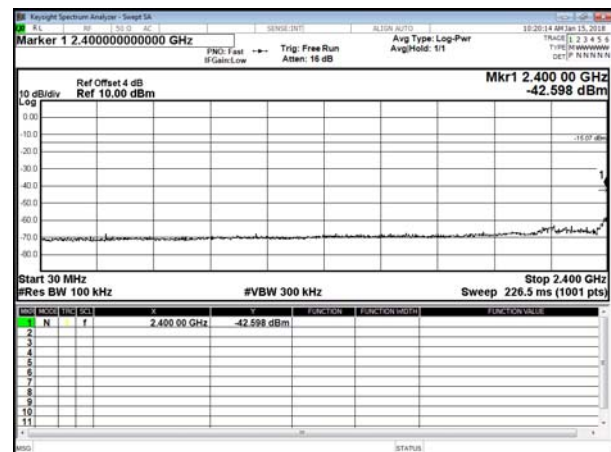 Keysight Spectrum Analyzer - Swept SA
RL RF 50 Ω AC SENSE:INT ALIGN AUTO 10:20:14 AM Jan 15, 2018
Marker 1 2.400000000000 GHz
PNO: Fast
IFGain:Low
Trig: Free Run
Atten: 16 dB
Avg Type: Log-Pwr
Avg|Hold: 1/1
TRACE 1 2 3 4 5 6
TYPE M WWWWW
DET P N N N N N
Ref Offset 4 dB
10 dB/div Ref 10.00 dBm
Mkr1 2.400 00 GHz
-42.598 dBm
Log
0.00
-10.0
-15.07 dBm
-20.0
-30.0
1
-40.0
-50.0
-60.0
-70.0
-80.0
Start 30 MHz Stop 2.400 GHz
#Res BW 100 kHz #VBW 300 kHz Sweep 226.5 ms (1001 pts)
MKR MODE TRC SCL X Y FUNCTION FUNCTION WIDTH FUNCTION VALUE
1 N 1 f 2.400 00 GHz -42.598 dBm
2
3
4
5
6
7
8
9
10
11
MSG STATUS